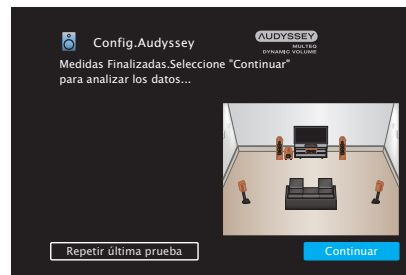 Config.Audyssey
AUDYSSEY
MULTEQ
DYNAMIC VOLUME
Medidas Finalizadas.Seleccione "Continuar"
para analizar los datos...
Repetir última prueba
Continuar